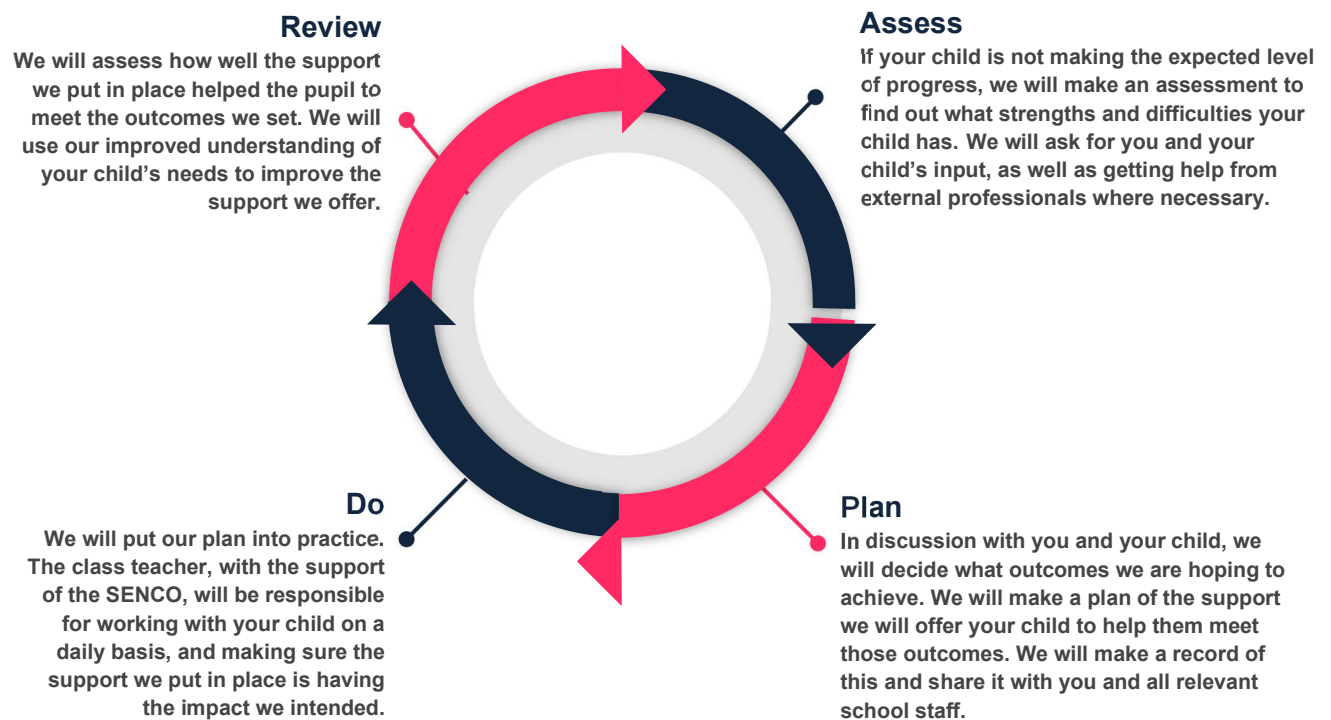 Review
We will assess how well the support
we put in place helped the pupil to
meet the outcomes we set. We will
use our improved understanding of
your child's needs to improve the
support we offer.
Assess
If your child is not making the expected level
of progress, we will make an assessment to
find out what strengths and difficulties your
child has. We will ask for you and your
child's input, as well as getting help from
external professionals where necessary.
Do
We will put our plan into practice.
The class teacher, with the support
of the SENCO, will be responsible
for working with your child on a
daily basis, and making sure the
support we put in place is having
the impact we intended.
Plan
In discussion with you and your child, we
will decide what outcomes we are hoping to
achieve. We will make a plan of the support
we will offer your child to help them meet
those outcomes. We will make a record of
this and share it with you and all relevant
school staff.